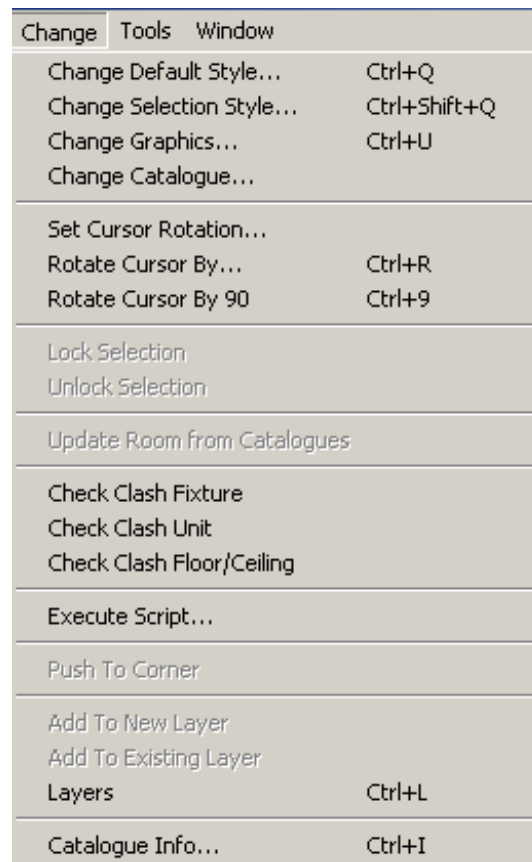 Change Tools Window
Change Default Style... Ctrl+Q
Change Selection Style... Ctrl+Shift+Q
Change Graphics... Ctrl+U
Change Catalogue...
Set Cursor Rotation...
Rotate Cursor By... Ctrl+R
Rotate Cursor By 90 Ctrl+9
Lock Selection
Unlock Selection
Update Room from Catalogues
Check Clash Fixture
Check Clash Unit
Check Clash Floor/Ceiling
Execute Script...
Push To Corner
Add To New Layer
Add To Existing Layer
Layers Ctrl+L
Catalogue Info... Ctrl+I